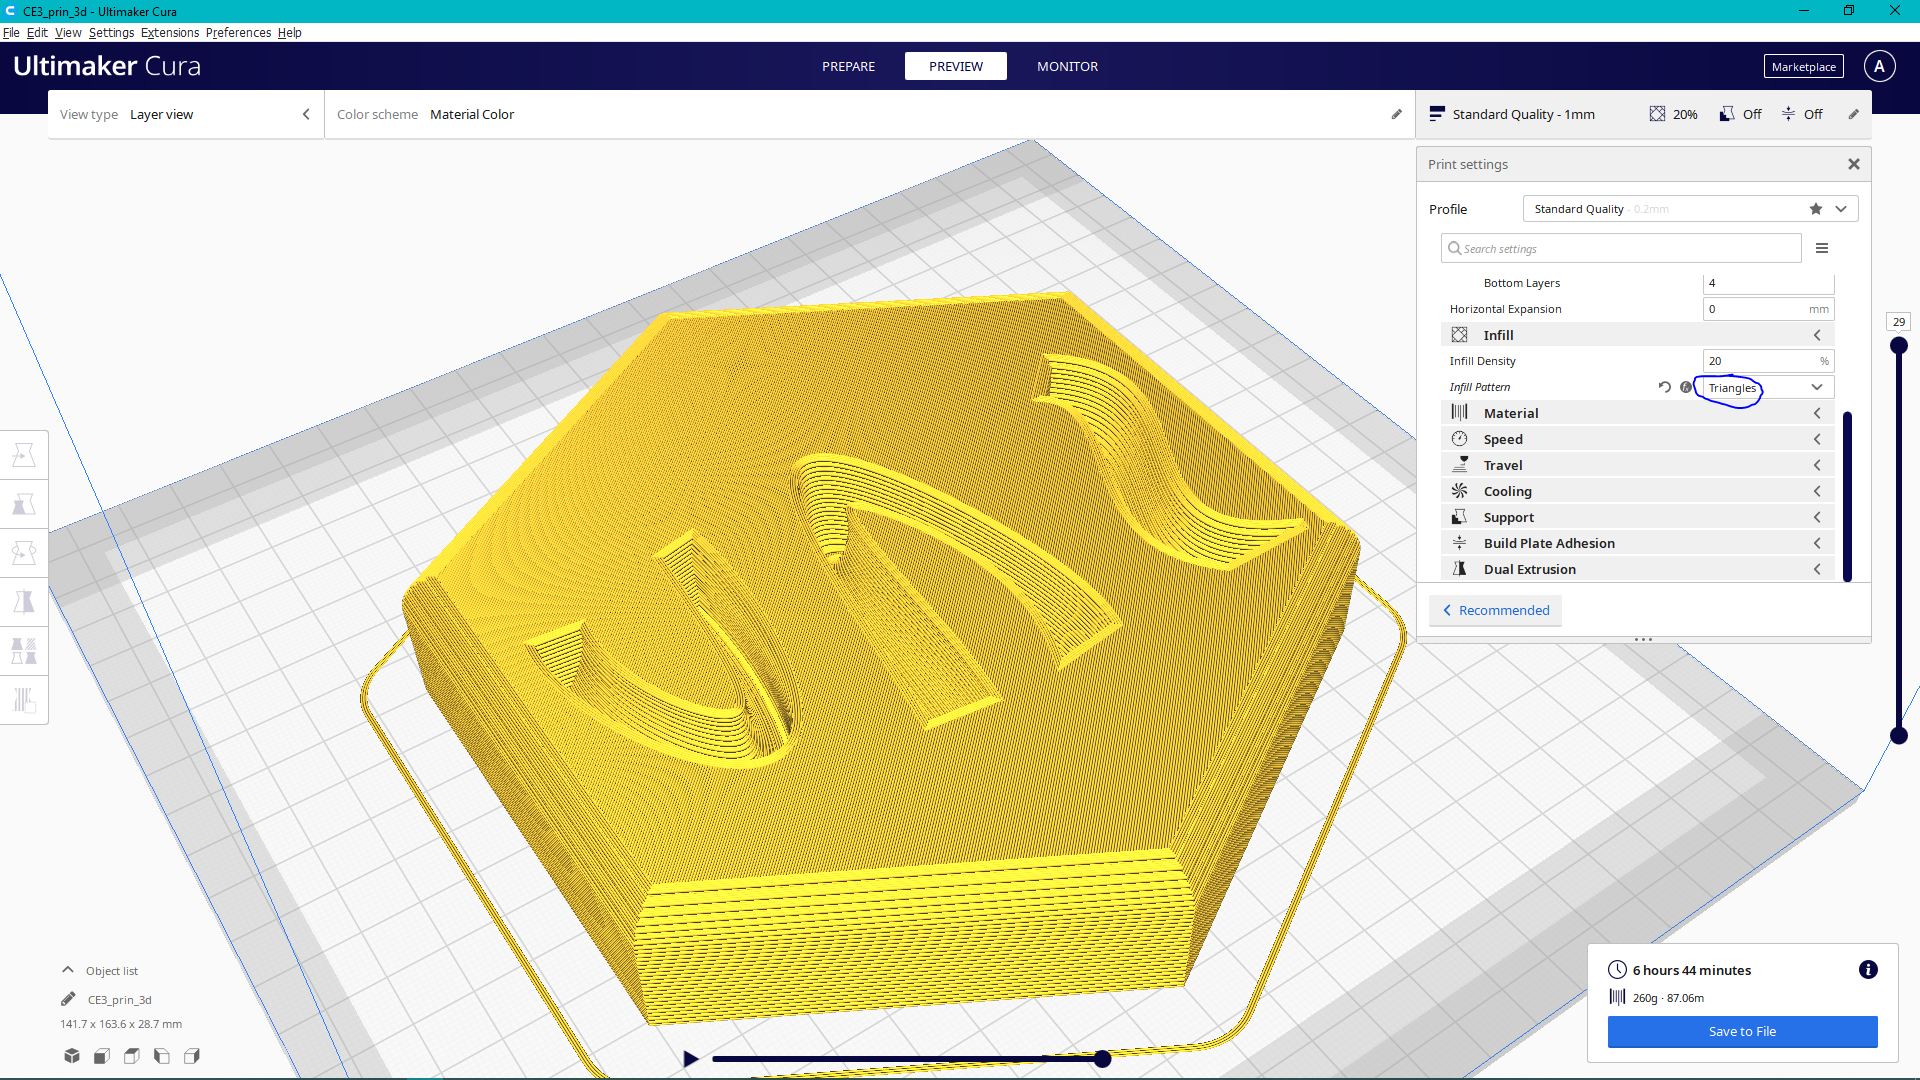 CE3_prin_3d - Ultimaker Cura
File Edit View Settings Extensions Preferences Help
Ultimaker Cura
PREPARE
PREVIEW
MONITOR
Marketplace
A
View type Layer view
Color scheme Material Color
Standard Quality - 1mm
20%
Off
Off
Print settings
Profile
Standard Quality - 0.2mm
Search settings
Bottom Layers 4
Horizontal Expansion 0 mm
Infill
Infill Density 20 %
Infill Pattern Triangles
Material
Speed
Travel
Cooling
Support
Build Plate Adhesion
Dual Extrusion
Recommended
29
Object list
CE3_prin_3d
141.7 x 163.6 x 28.7 mm
6 hours 44 minutes
260g · 87.06m
Save to File